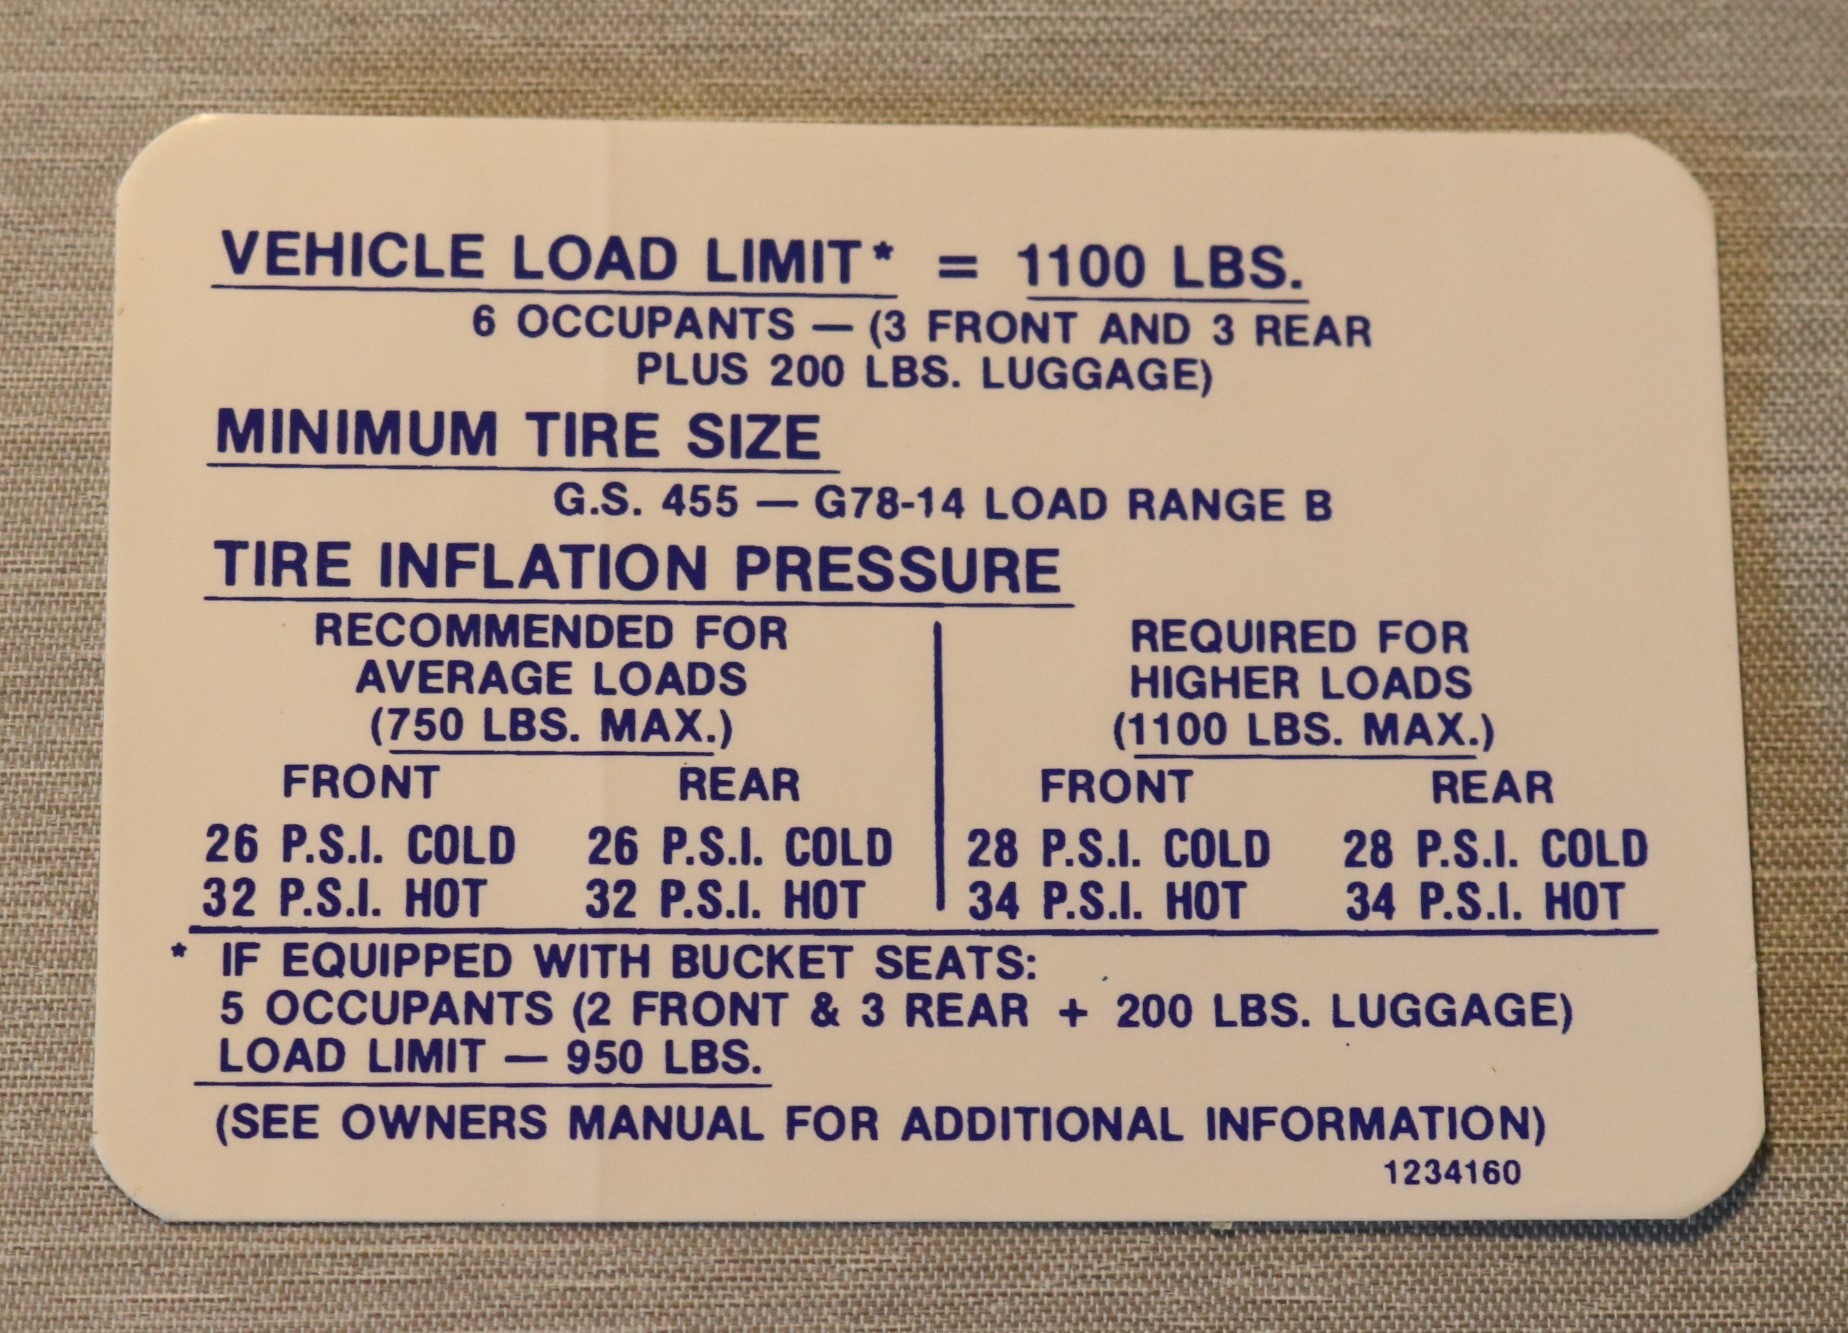 VEHICLE LOAD LIMIT* = 1100 LBS.
6 OCCUPANTS — (3 FRONT AND 3 REAR
PLUS 200 LBS. LUGGAGE)
MINIMUM TIRE SIZE
G.S. 455 — G78-14 LOAD RANGE B
TIRE INFLATION PRESSURE
RECOMMENDED FOR
AVERAGE LOADS
(750 LBS. MAX.)
FRONT REAR
26 P.S.I. COLD 26 P.S.I. COLD
32 P.S.I. HOT 32 P.S.I. HOT
REQUIRED FOR
HIGHER LOADS
(1100 LBS. MAX.)
FRONT REAR
28 P.S.I. COLD 28 P.S.I. COLD
34 P.S.I. HOT 34 P.S.I. HOT
* IF EQUIPPED WITH BUCKET SEATS:
5 OCCUPANTS (2 FRONT & 3 REAR + 200 LBS. LUGGAGE)
LOAD LIMIT — 950 LBS.
(SEE OWNERS MANUAL FOR ADDITIONAL INFORMATION)
1234160